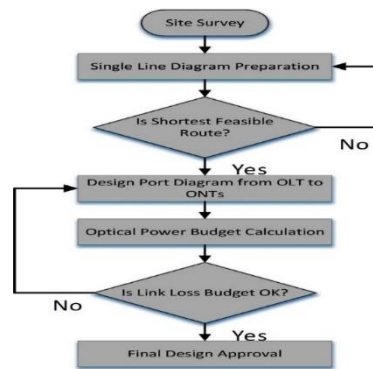 Site Survey
Single Line Diagram Preparation
Is Shortest Feasible
Route?
No
Yes
Design Port Diagram from OLT to
ONTs
Optical Power Budget Calculation
Is Link Loss Budget OK?
No
Yes
Final Design Approval